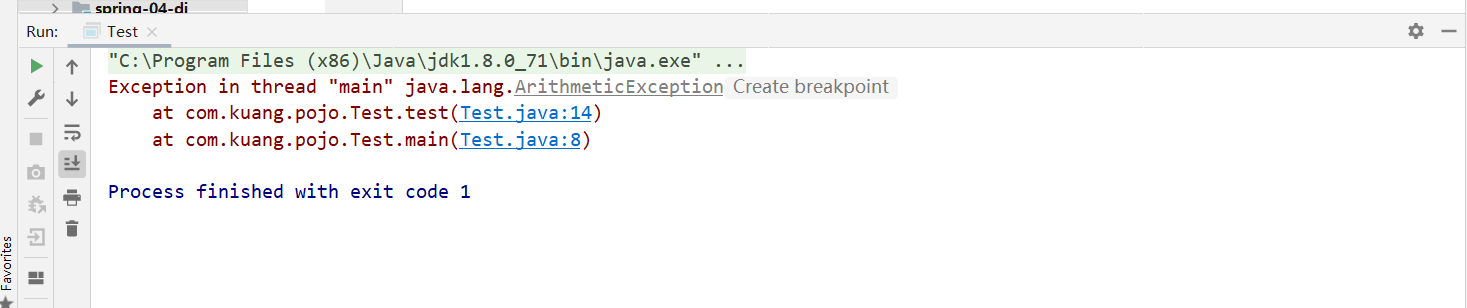 spring-04-di
Run: Test
"C:\Program Files (x86)\Java\jdk1.8.0_71\bin\java.exe" ...
Exception in thread "main" java.lang.ArithmeticException Create breakpoint
at com.kuang.pojo.Test.test(Test.java:14)
at com.kuang.pojo.Test.main(Test.java:8)
Process finished with exit code 1
Favorites